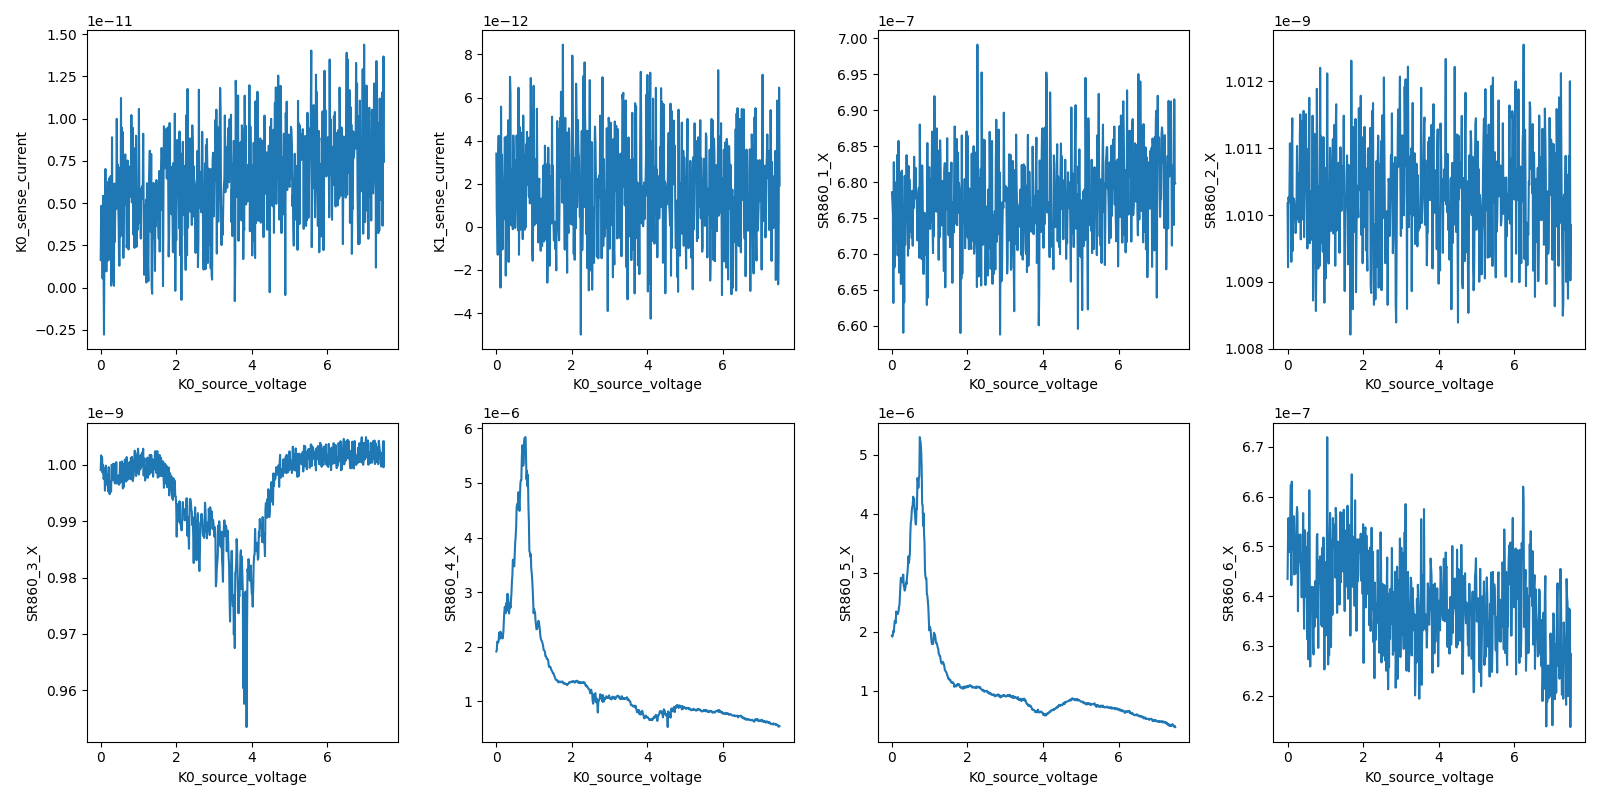 1e−11
1.50
1.25
1.00
0.75
0.50
0.25
0.00
−0.25
K0_sense_current
0 2 4 6
K0_source_voltage
1e−12
8
6
4
2
0
−2
−4
K1_sense_current
0 2 4 6
K0_source_voltage
1e−7
7.00
6.95
6.90
6.85
6.80
6.75
6.70
6.65
6.60
SR860_1_X
0 2 4 6
K0_source_voltage
1e−9
1.012
1.011
1.010
1.009
1.008
SR860_2_X
0 2 4 6
K0_source_voltage
1e−9
1.00
0.99
0.98
0.97
0.96
SR860_3_X
0 2 4 6
K0_source_voltage
1e−6
6
5
4
3
2
1
SR860_4_X
0 2 4 6
K0_source_voltage
1e−6
5
4
3
2
1
SR860_5_X
0 2 4 6
K0_source_voltage
1e−7
6.7
6.6
6.5
6.4
6.3
6.2
SR860_6_X
0 2 4 6
K0_source_voltage